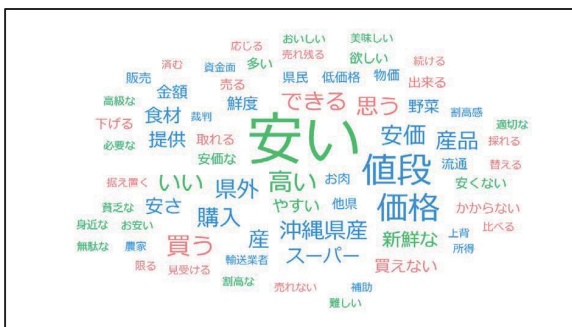 おいしい 美味しい
応じる 売れ残る 欲しい 続ける
済む 資金面 多い
販売 売る 県民 低価格 物価 出来る
高級な 金額 鮮度 できる 思う 野菜 割高感
下げる 食材 裁判 適切な
必要な 提供 取れる 安い 安価 産品 採れる
安価な 値段 流通 替える
据え置く いい 県外 高い お肉 安くない
貧乏な 安さ 購入 やすい 他県 価格 かからない
身近な お安い 産 沖縄県産 新鮮な 上背 比べる
無駄な 農家 買う スーパー 所得
限る 見受ける 輸送業者 買えない
割高な 売れない 補助
難しい